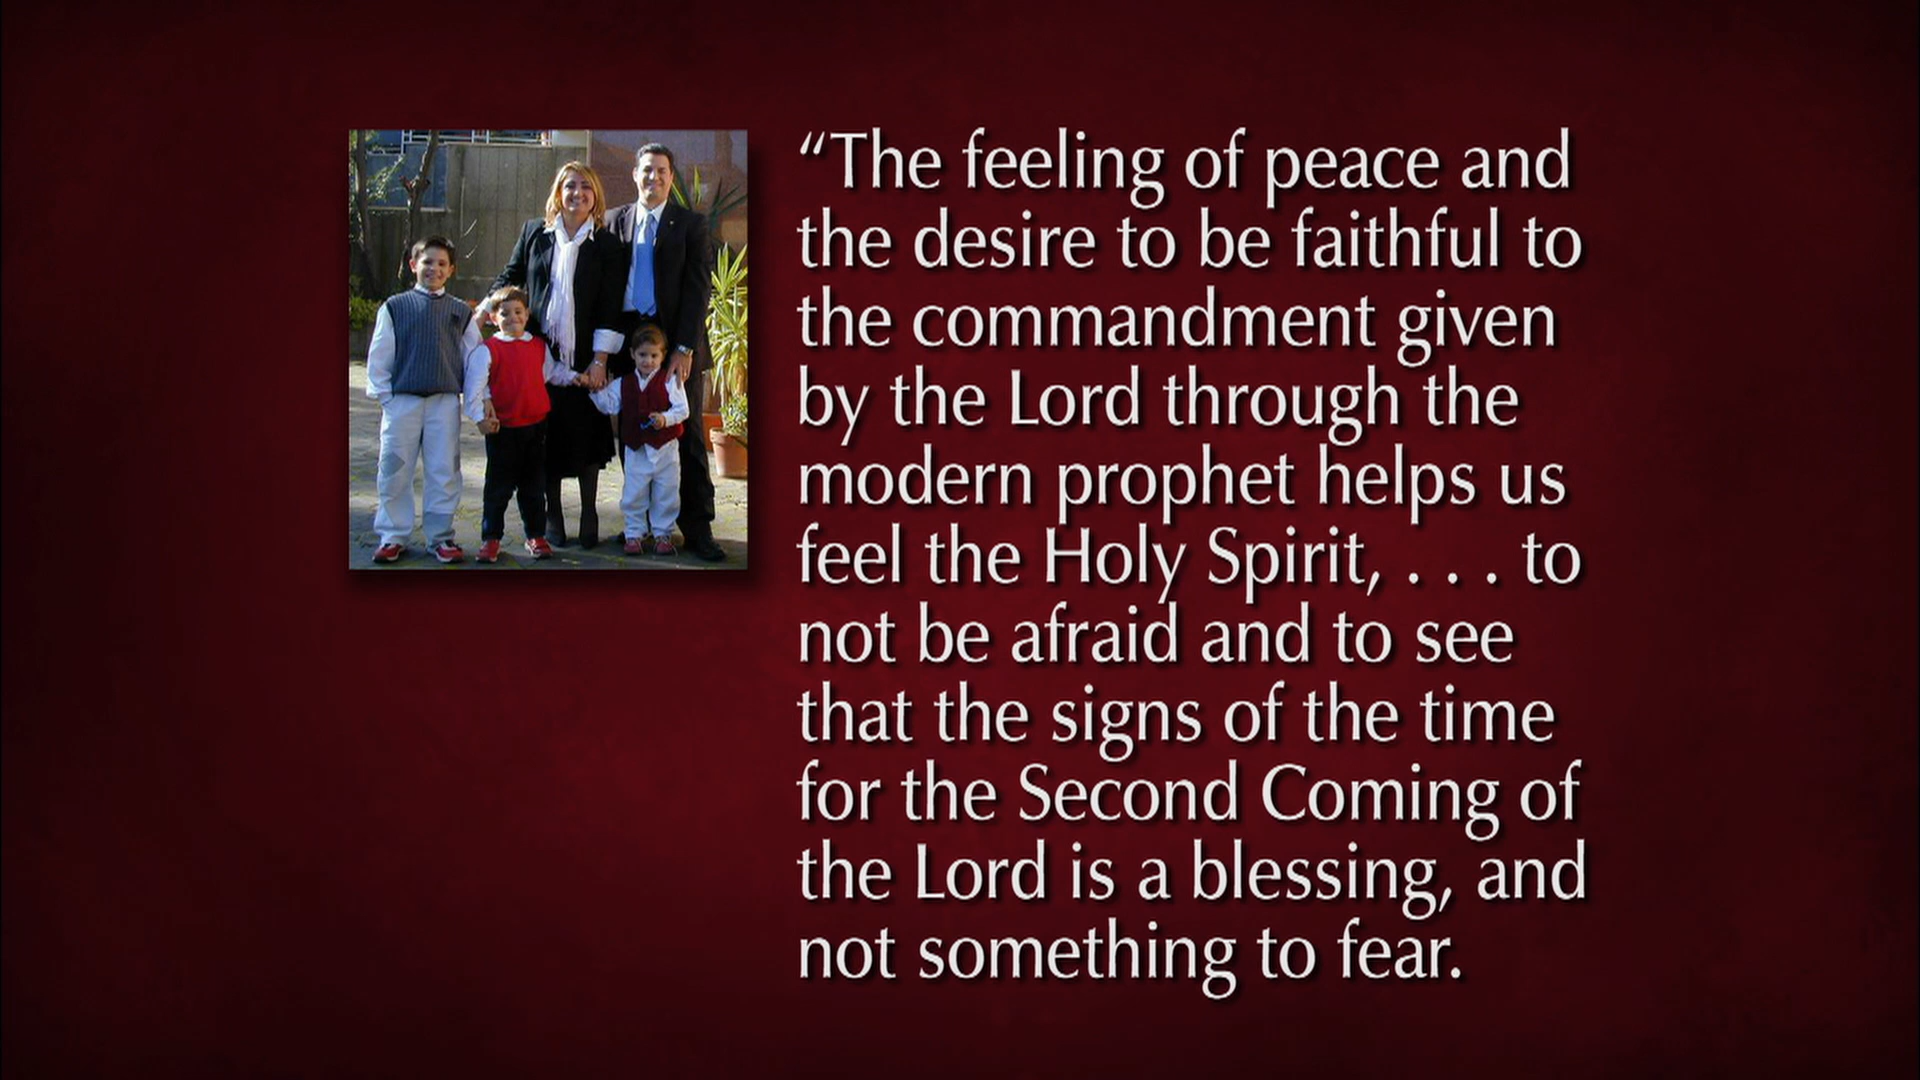 “The feeling of peace and
the desire to be faithful to
the commandment given
by the Lord through the
modern prophet helps us
feel the Holy Spirit, . . . to
not be afraid and to see
that the signs of the time
for the Second Coming of
the Lord is a blessing, and
not something to fear.